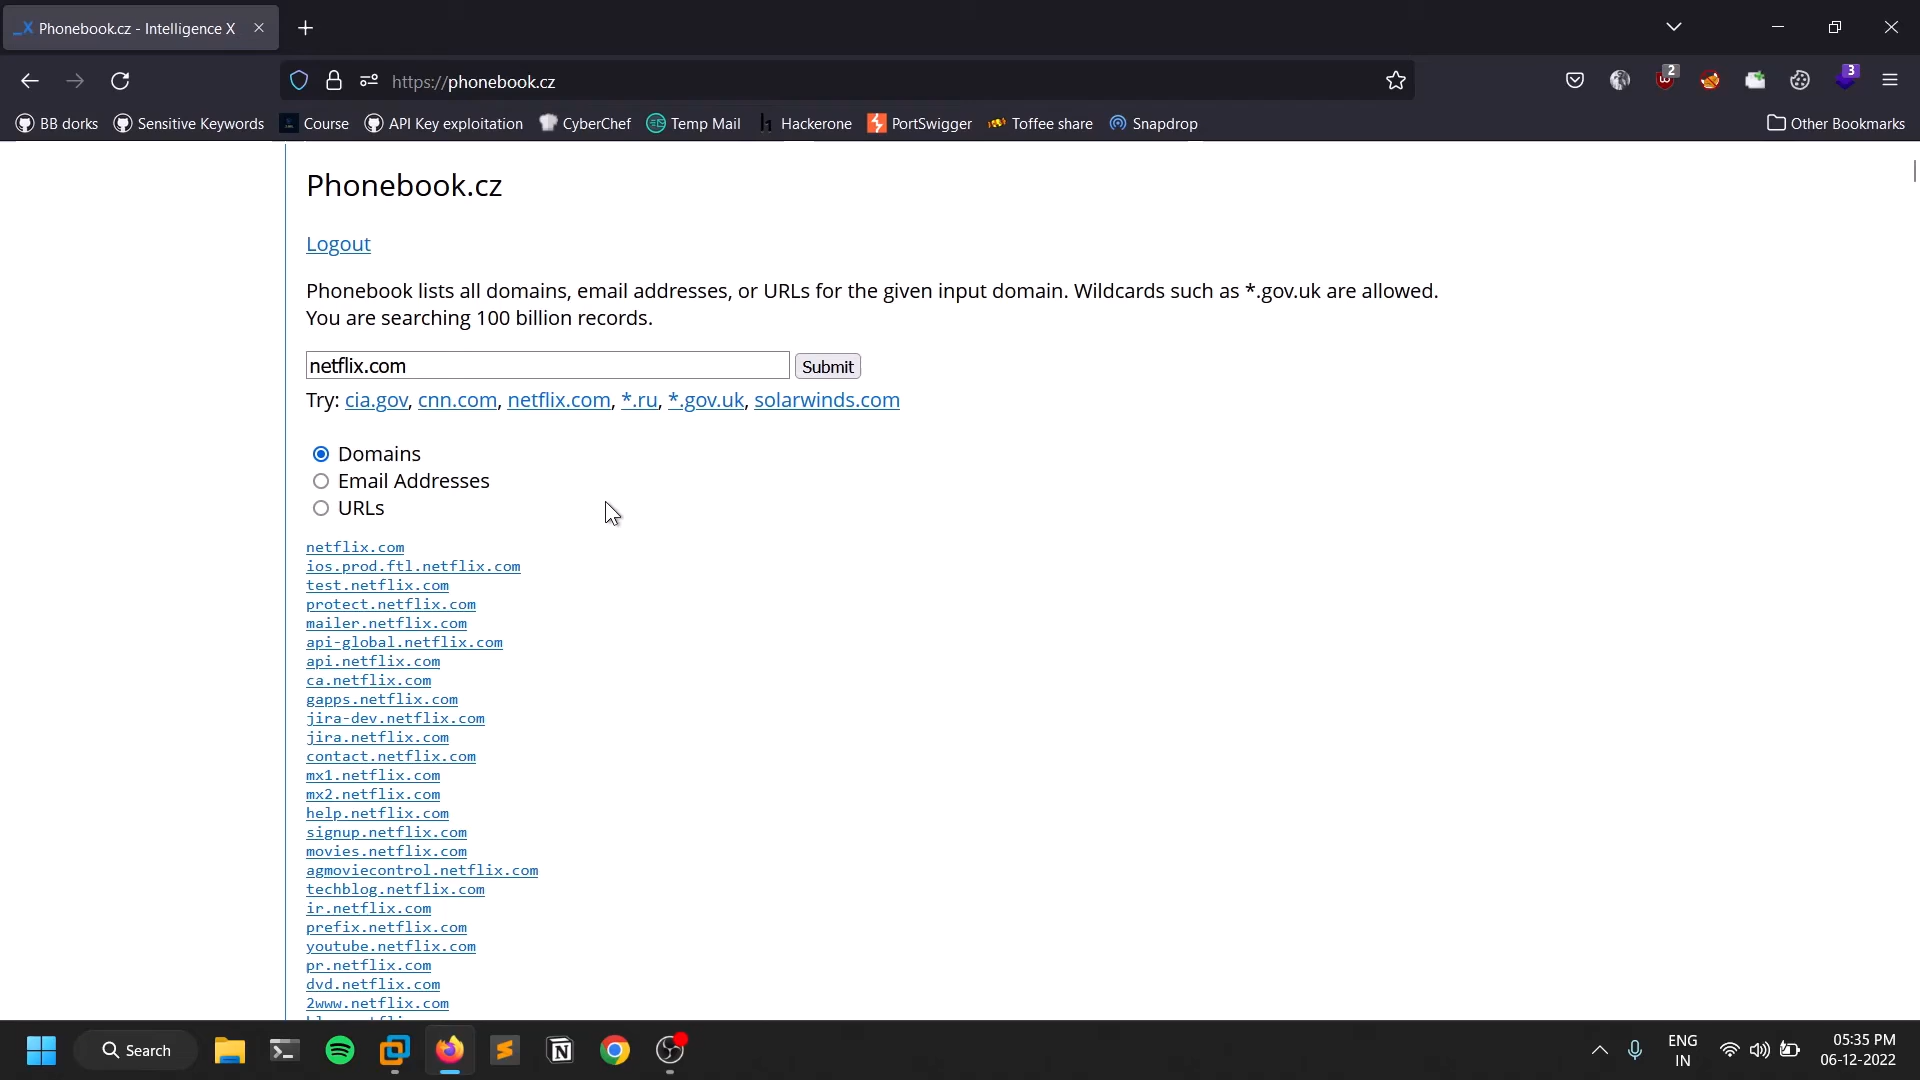 Phonebook.cz - Intelligence X
https://phonebook.cz
2
3
BB dorks Sensitive Keywords Course API Key exploitation CyberChef Temp Mail Hackerone PortSwigger Toffee share Snapdrop Other Bookmarks
Phonebook.cz
Logout
Phonebook lists all domains, email addresses, or URLs for the given input domain. Wildcards such as *.gov.uk are allowed.
You are searching 100 billion records.
netflix.com Submit
Try: cia.gov, cnn.com, netflix.com, *.ru, *.gov.uk, solarwinds.com
Domains
Email Addresses
URLs
netflix.com
ios.prod.ftl.netflix.com
test.netflix.com
protect.netflix.com
mailer.netflix.com
api-global.netflix.com
api.netflix.com
ca.netflix.com
gapps.netflix.com
jira-dev.netflix.com
jira.netflix.com
contact.netflix.com
mx1.netflix.com
mx2.netflix.com
help.netflix.com
signup.netflix.com
movies.netflix.com
agmoviecontrol.netflix.com
techblog.netflix.com
ir.netflix.com
prefix.netflix.com
youtube.netflix.com
pr.netflix.com
dvd.netflix.com
2www.netflix.com
Search
ENG
IN
05:35 PM
06-12-2022